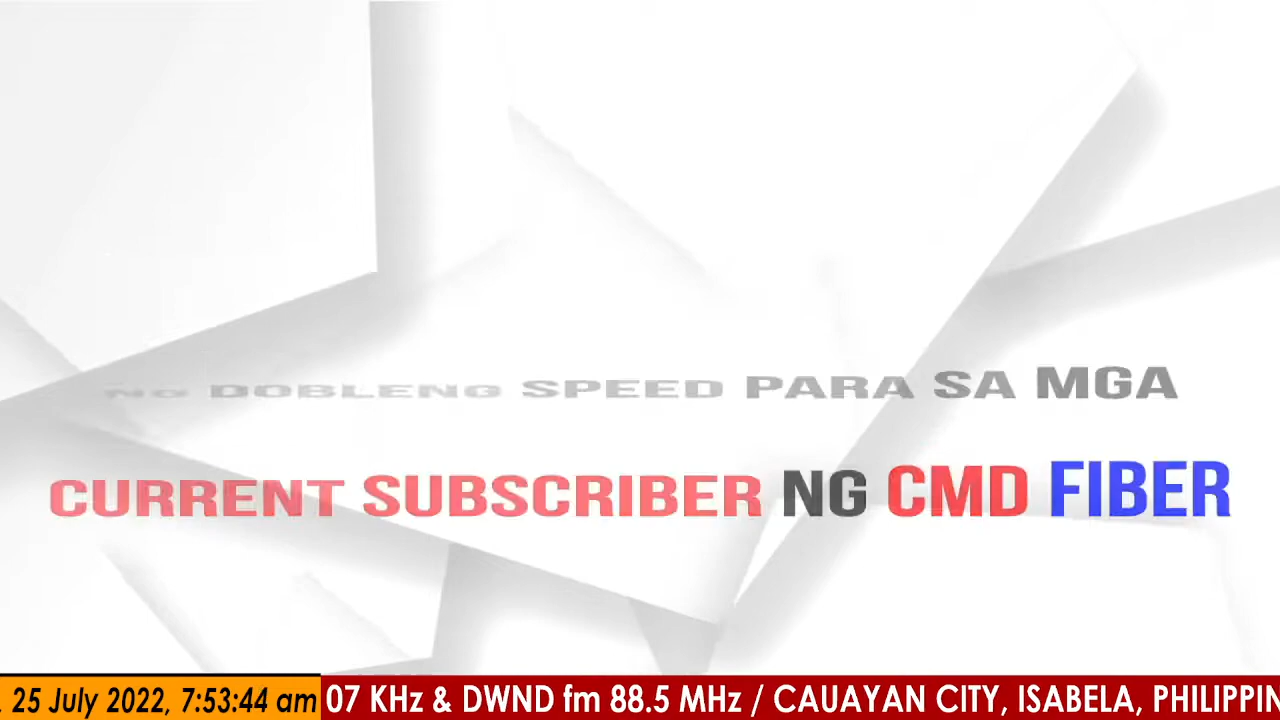 NG DOBLENG SPEED PARA SA MGA
CURRENT SUBSCRIBER NG CMD FIBER
25 July 2022, 7:53:44 am 07 KHz & DWND fm 88.5 MHz / CAUAYAN CITY, ISABELA, PHILIPPIN